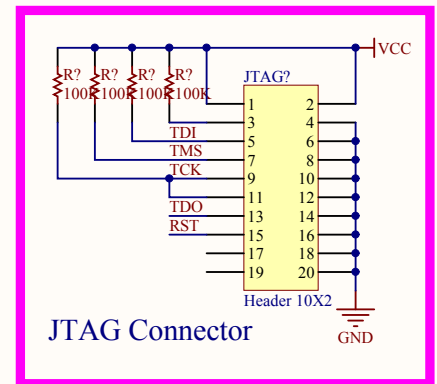 VCC
R? R? R? R?
100K 100K 100K 100K
JTAG?
1 2
3 4
TDI 5 6
TMS 7 8
TCK 9 10
11 12
TDO 13 14
RST 15 16
17 18
19 20
Header 10X2
JTAG Connector
GND